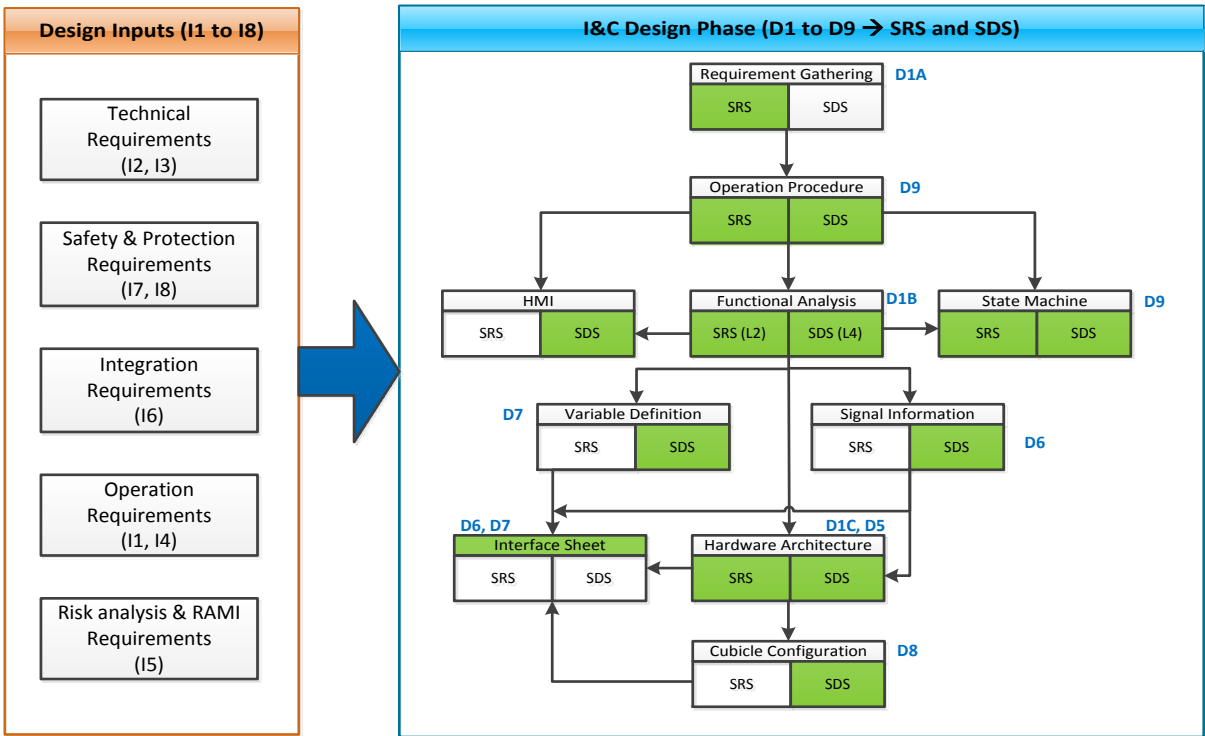 Design Inputs (I1 to I8)
Technical
Requirements
(I2, I3)
Safety & Protection
Requirements
(I7, I8)
Integration
Requirements
(I6)
Operation
Requirements
(I1, I4)
Risk analysis & RAMI
Requirements
(I5)
I&C Design Phase (D1 to D9 → SRS and SDS)
Requirement Gathering
D1A
SRS
SDS
Operation Procedure
D9
SRS
SDS
HMI
SRS
SDS
Functional Analysis
D1B
SRS (L2)
SDS (L4)
State Machine
D9
SRS
SDS
D7
Variable Definition
SRS
SDS
Signal Information
SRS
SDS
D6
D6, D7
Interface Sheet
SRS
SDS
D1C, D5
Hardware Architecture
SRS
SDS
Cubicle Configuration
D8
SRS
SDS